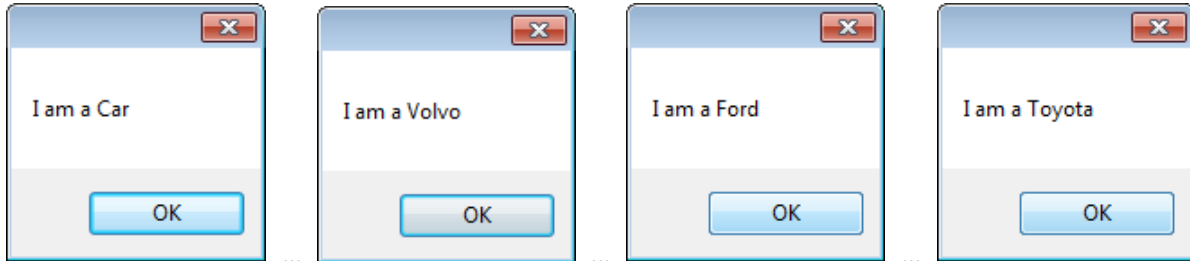 I am a Car
OK
...
I am a Volvo
OK
...
I am a Ford
OK
...
I am a Toyota
OK